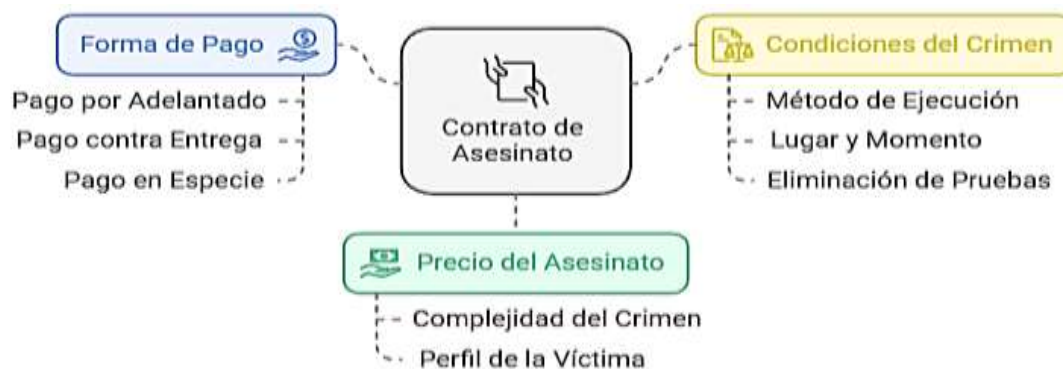 Forma de Pago
Pago por Adelantado
Pago contra Entrega
Pago en Especie
Contrato de
Asesinato
Condiciones del Crimen
Método de Ejecución
Lugar y Momento
Eliminación de Pruebas
Precio del Asesinato
Complejidad del Crimen
Perfil de la Víctima